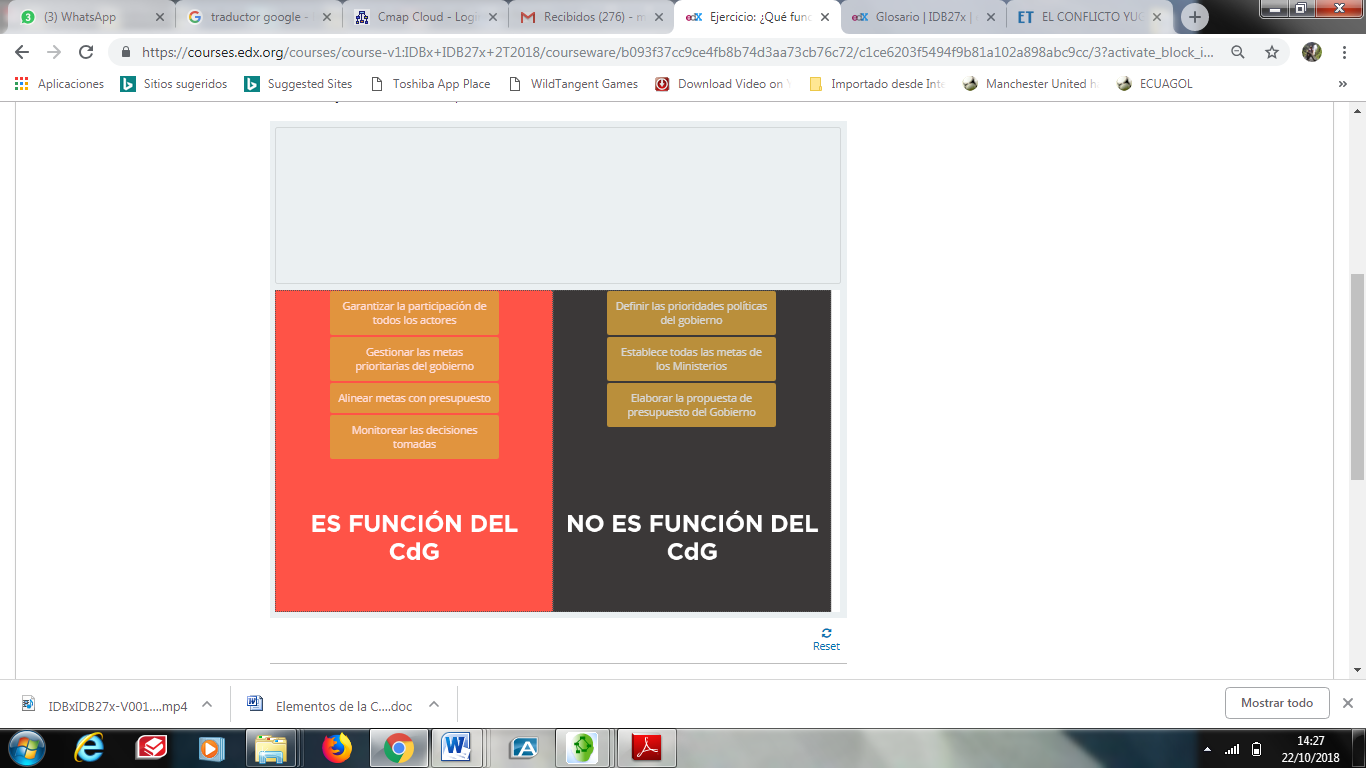 (3) WhatsApp
traductor google -
Cmap Cloud - Logi
Recibidos (276) - m
Ejercicio: ¿Qué func
Glosario | IDB27x |
EL CONFLICTO YUG
https://courses.edx.org/courses/course-v1:IDBx+IDB27x+2T2018/courseware/b093f37cc9ce4fb8b74d3aa73cb76c72/c1ce6203f5494f9b81a102a898abc9cc/3?activate_block_i...
Aplicaciones
Sitios sugeridos
Suggested Sites
Toshiba App Place
WildTangent Games
Download Video on Y
Importado desde Inte
Manchester United h
ECUAGOL
»
Garantizar la participación de
todos los actores
Gestionar las metas
prioritarias del gobierno
Alinear metas con presupuesto
Monitorear las decisiones
tomadas
ES FUNCIÓN DEL
CdG
Definir las prioridades políticas
del gobierno
Establece todas las metas de
los Ministerios
Elaborar la propuesta de
presupuesto del Gobierno
NO ES FUNCIÓN DEL
CdG
Reset
IDBxIDB27x-V001....mp4
Elementos de la C....doc
Mostrar todo
14:27
22/10/2018